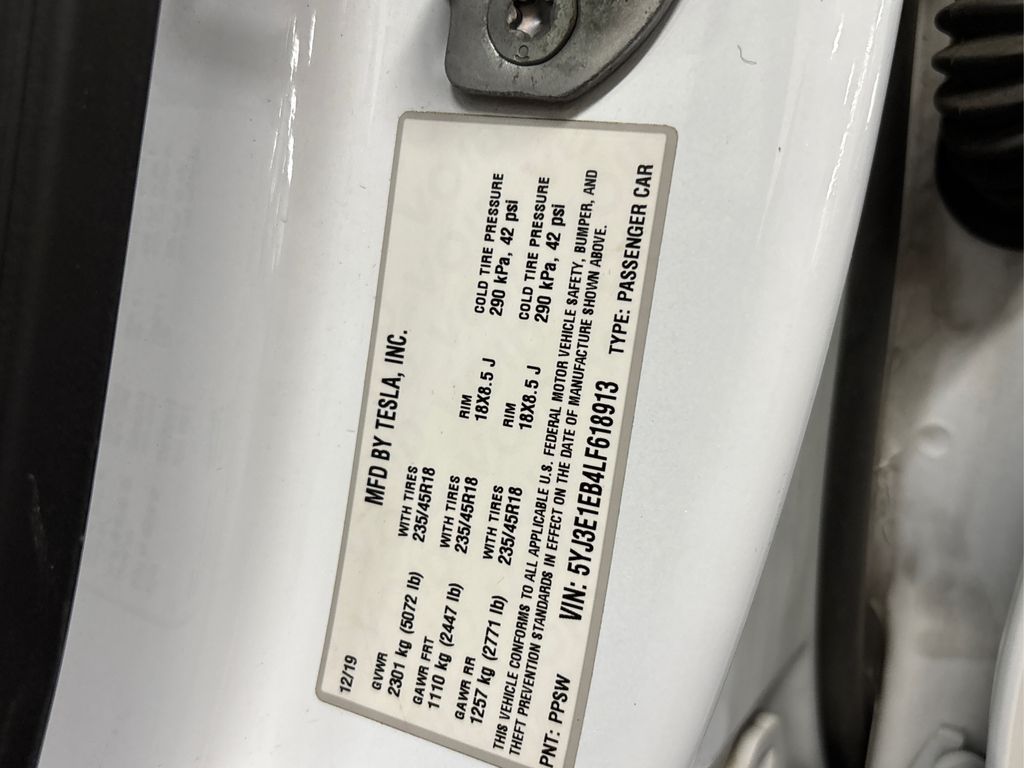 MFD BY TESLA, INC.
12/19
GVWR
2301 kg (5072 lb)
WITH TIRES
235/45R18
RIM
18X8.5 J
COLD TIRE PRESSURE
290 kPa, 42 psi
GAWR FRT
1110 kg (2447 lb)
WITH TIRES
235/45R18
RIM
18X8.5 J
COLD TIRE PRESSURE
290 kPa, 42 psi
GAWR RR
1257 kg (2771 lb)
WITH TIRES
235/45R18
THIS VEHICLE CONFORMS TO ALL APPLICABLE U.S. FEDERAL MOTOR VEHICLE SAFETY, BUMPER, AND
THEFT PREVENTION STANDARDS IN EFFECT ON THE DATE OF MANUFACTURE SHOWN ABOVE.
VIN: 5YJ3E1EB4LF618913
TYPE: PASSENGER CAR
PNT: PPSW